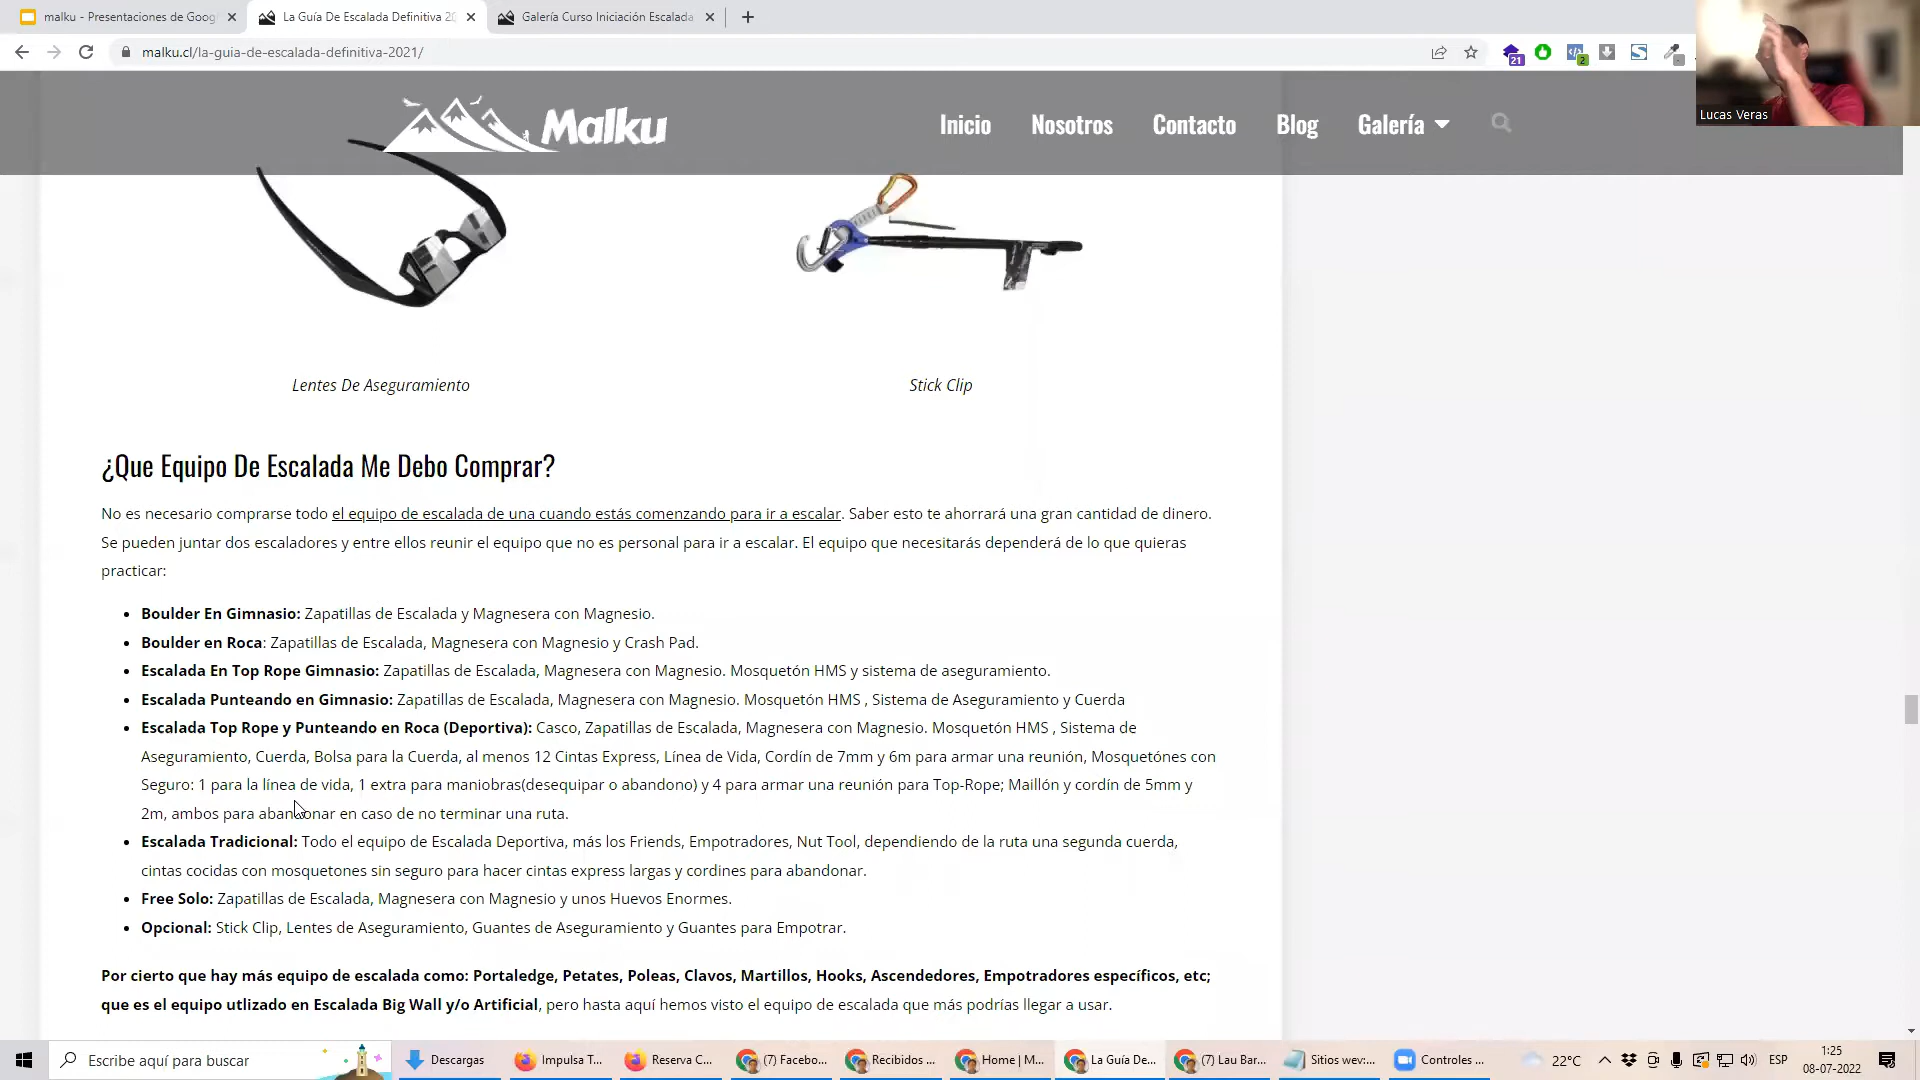 malku - Presentaciones de Goog
La Guía De Escalada Definitiva 20
Galería Curso Iniciación Escalada
malku.cl/la-guia-de-escalada-definitiva-2021/
21
2
Lucas Veras
Malku
Inicio
Nosotros
Contacto
Blog
Galería
Lentes De Aseguramiento
Stick Clip
¿Que Equipo De Escalada Me Debo Comprar?
No es necesario comprarse todo el equipo de escalada de una cuando estás comenzando para ir a escalar. Saber esto te ahorrará una gran cantidad de dinero.
Se pueden juntar dos escaladores y entre ellos reunir el equipo que no es personal para ir a escalar. El equipo que necesitarás dependerá de lo que quieras
practicar:
Boulder En Gimnasio: Zapatillas de Escalada y Magnesera con Magnesio.
Boulder en Roca: Zapatillas de Escalada, Magnesera con Magnesio y Crash Pad.
Escalada En Top Rope Gimnasio: Zapatillas de Escalada, Magnesera con Magnesio. Mosquetón HMS y sistema de aseguramiento.
Escalada Punteando en Gimnasio: Zapatillas de Escalada, Magnesera con Magnesio. Mosquetón HMS , Sistema de Aseguramiento y Cuerda
Escalada Top Rope y Punteando en Roca (Deportiva): Casco, Zapatillas de Escalada, Magnesera con Magnesio. Mosquetón HMS , Sistema de
Aseguramiento, Cuerda, Bolsa para la Cuerda, al menos 12 Cintas Express, Línea de Vida, Cordín de 7mm y 6m para armar una reunión, Mosquetónes con
Seguro: 1 para la línea de vida, 1 extra para maniobras(desequipar o abandono) y 4 para armar una reunión para Top-Rope; Maillón y cordín de 5mm y
2m, ambos para abandonar en caso de no terminar una ruta.
Escalada Tradicional: Todo el equipo de Escalada Deportiva, más los Friends, Empotradores, Nut Tool, dependiendo de la ruta una segunda cuerda,
cintas cocidas con mosquetones sin seguro para hacer cintas express largas y cordines para abandonar.
Free Solo: Zapatillas de Escalada, Magnesera con Magnesio y unos Huevos Enormes.
Opcional: Stick Clip, Lentes de Aseguramiento, Guantes de Aseguramiento y Guantes para Empotrar.
Por cierto que hay más equipo de escalada como: Portaledge, Petates, Poleas, Clavos, Martillos, Hooks, Ascendedores, Empotradores específicos, etc;
que es el equipo utlizado en Escalada Big Wall y/o Artificial, pero hasta aquí hemos visto el equipo de escalada que más podrías llegar a usar.
Escribe aquí para buscar
Descargas
Impulsa T...
Reserva C...
(7) Facebo...
Recibidos ...
Home | M...
La Guía De...
(7) Lau Bar...
Sitios wev:...
Controles ...
22°C
ESP
1:25
08-07-2022